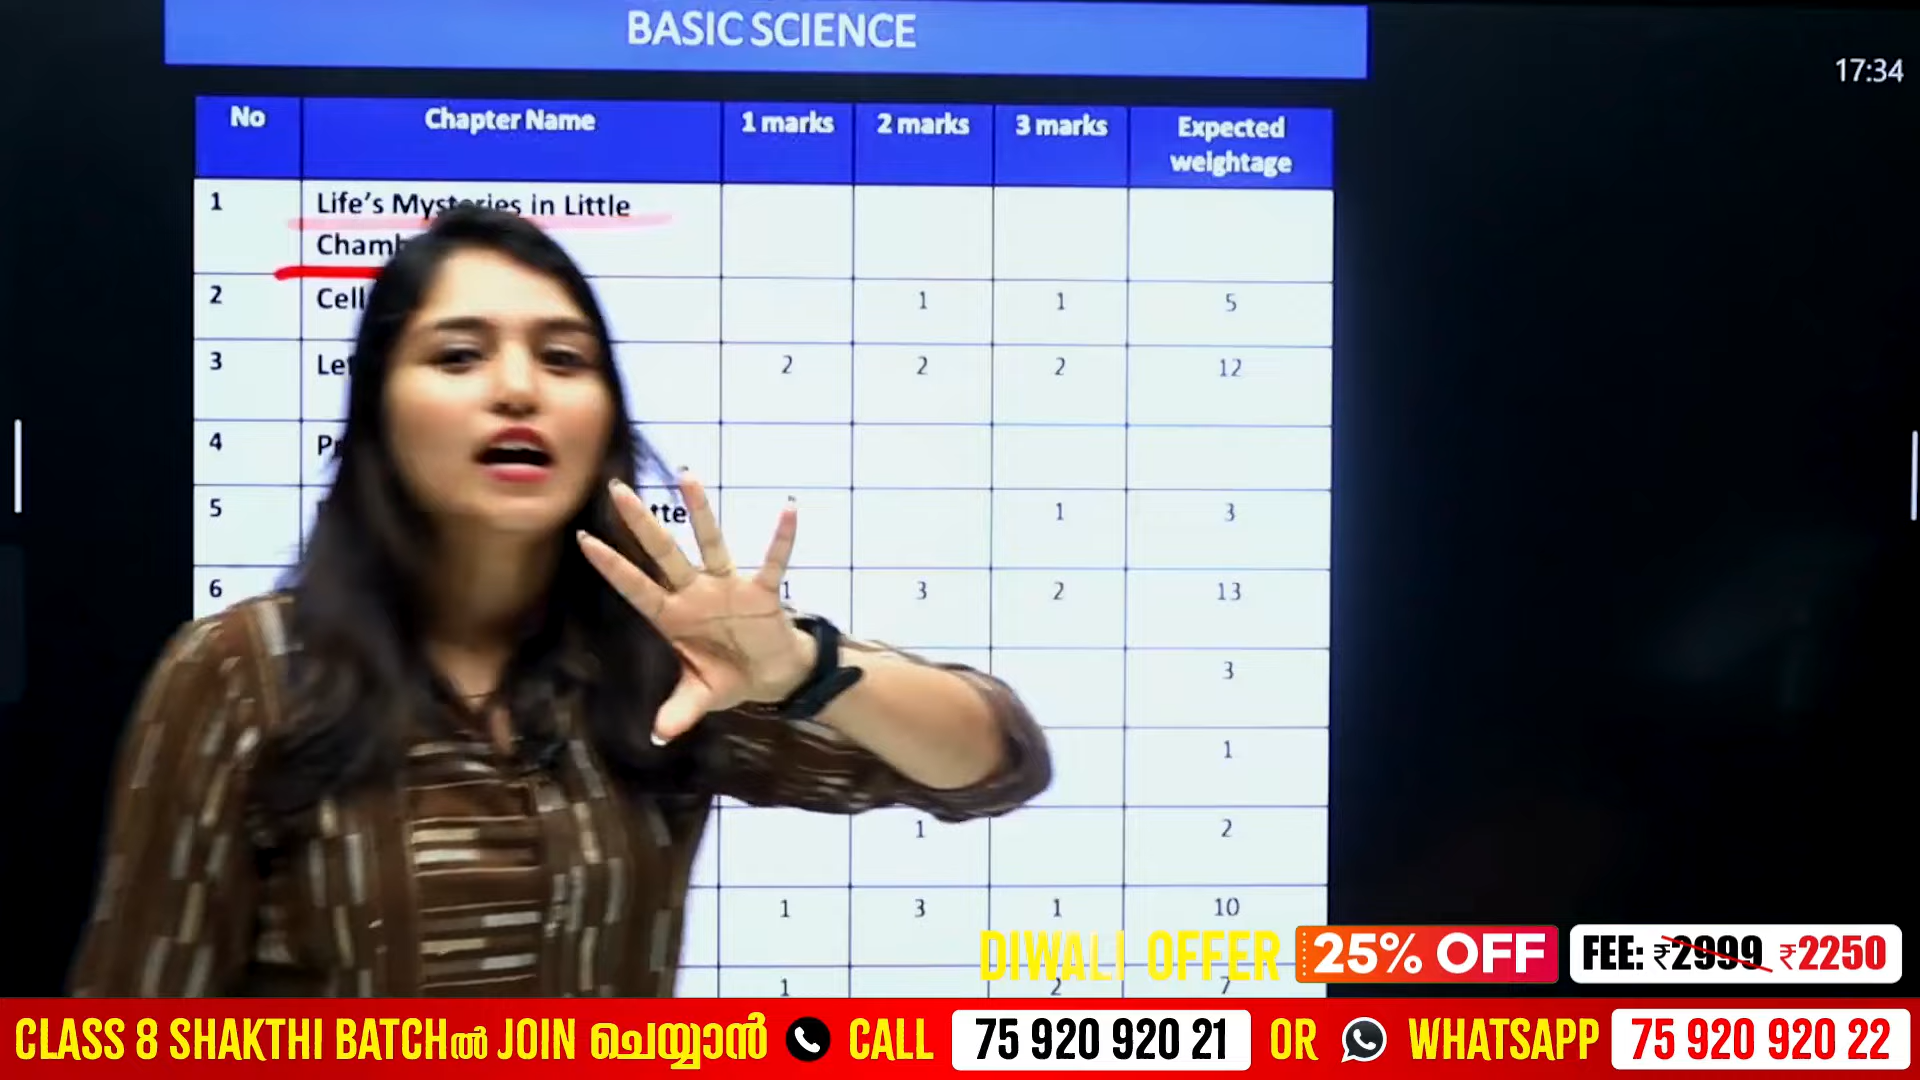 BASIC SCIENCE
17:34
No Chapter Name 1 marks 2 marks 3 marks Expected weightage
1 Life's Mysteries in Little
2 Cell 1 1 5
3 2 2 2 12
4
5 1 3
6 1 3 2 13
3
1
1 2
1 3 1 10
1 2 7
DIWALI OFFER 25% OFF FEE: ₹2999 ₹2250
CLASS 8 SHAKTHI BATCHൽ JOIN ചെയ്യാൻ CALL 75 920 920 21 OR WHATSAPP 75 920 920 22